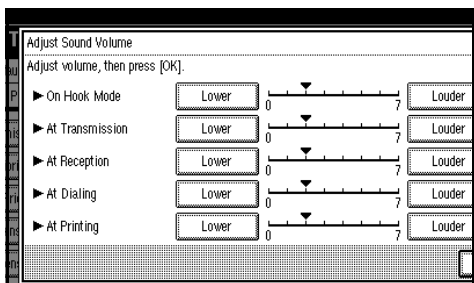 Adjust Sound Volume
Adjust volume, then press [OK].
► On Hook Mode Lower 0 7 Louder
► At Transmission Lower 0 7 Louder
► At Reception Lower 0 7 Louder
► At Dialing Lower 0 7 Louder
► At Printing Lower 0 7 Louder